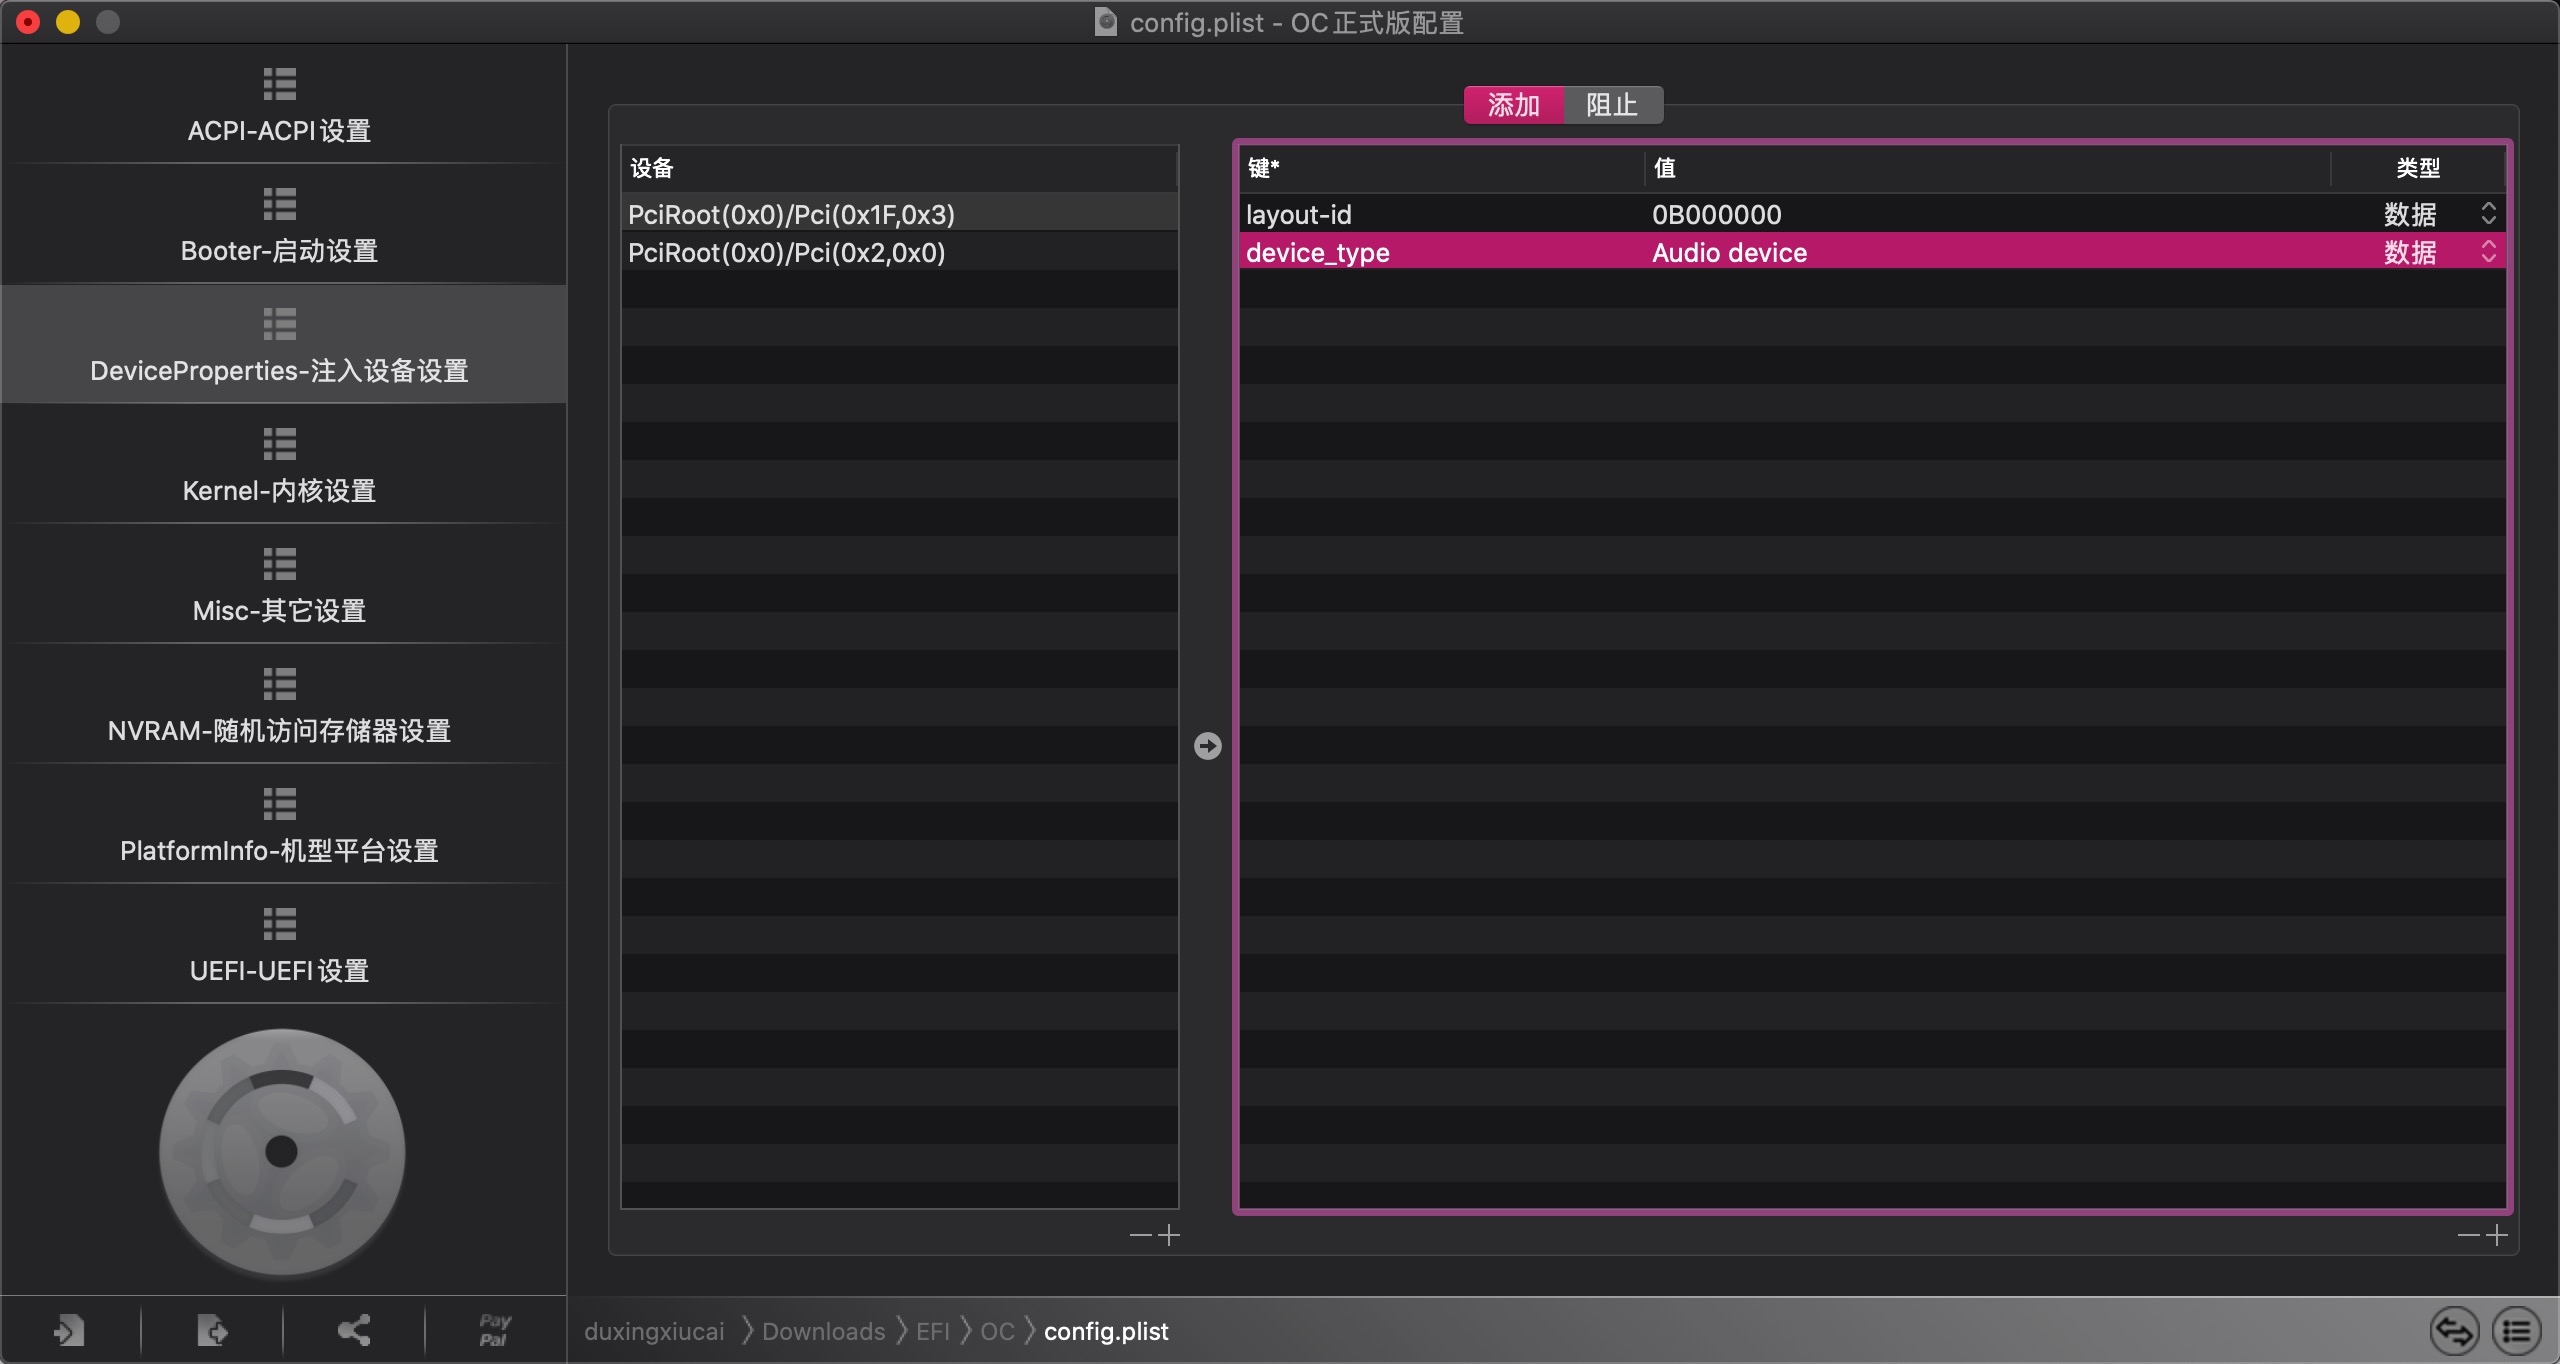 config.plist - OC正式版配置
ACPI-ACPI设置
Booter-启动设置
DeviceProperties-注入设备设置
Kernel-内核设置
Misc-其它设置
NVRAM-随机访问存储器设置
PlatformInfo-机型平台设置
UEFI-UEFI设置
Pay
Pal
添加 阻止
设备
PciRoot(0x0)/Pci(0x1F,0x3)
PciRoot(0x0)/Pci(0x2,0x0)
键* 值 类型
layout-id 0B000000 数据
device_type Audio device 数据
duxingxiucai 〉Downloads 〉EFI 〉OC 〉config.plist